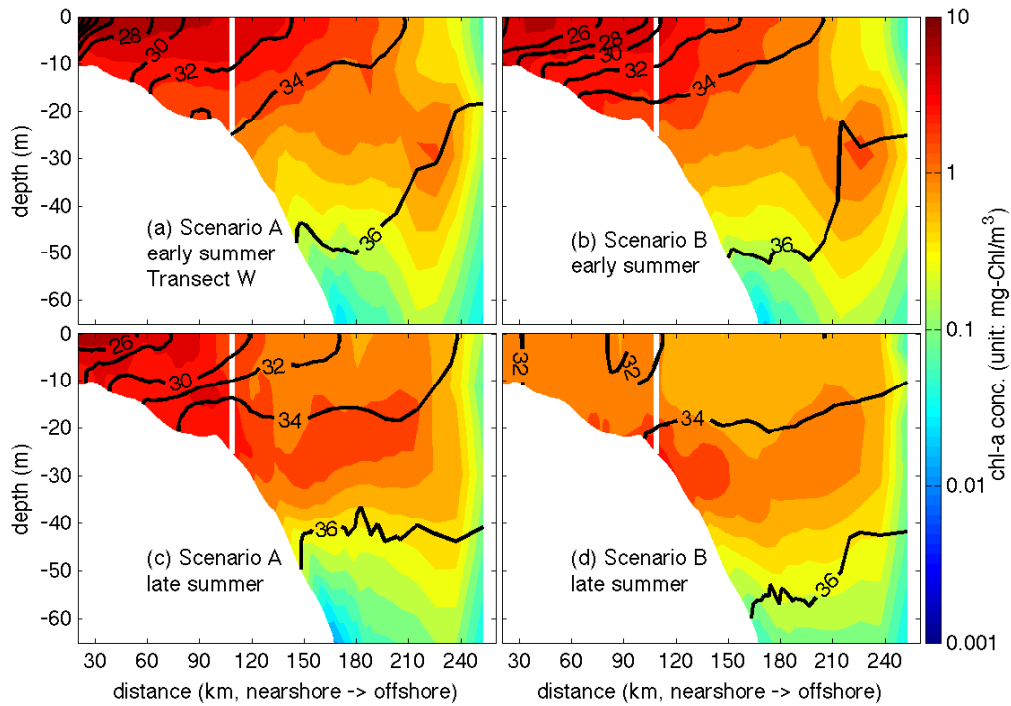 0
-10
-20
-30
-40
-50
-60
depth (m)
28
30
32
34
36
(a) Scenario A
early summer
Transect W
26
28
30
32
34
36
(b) Scenario B
early summer
0
-10
-20
-30
-40
-50
-60
depth (m)
26
30
32
34
36
(c) Scenario A
late summer
32
32
34
36
(d) Scenario B
late summer
30 60 90 120 150 180 210 240
30 60 90 120 150 180 210 240
distance (km, nearshore -> offshore)
distance (km, nearshore -> offshore)
10
1
0.1
0.01
0.001
chl-a conc. (unit: mg-Chl/m³)